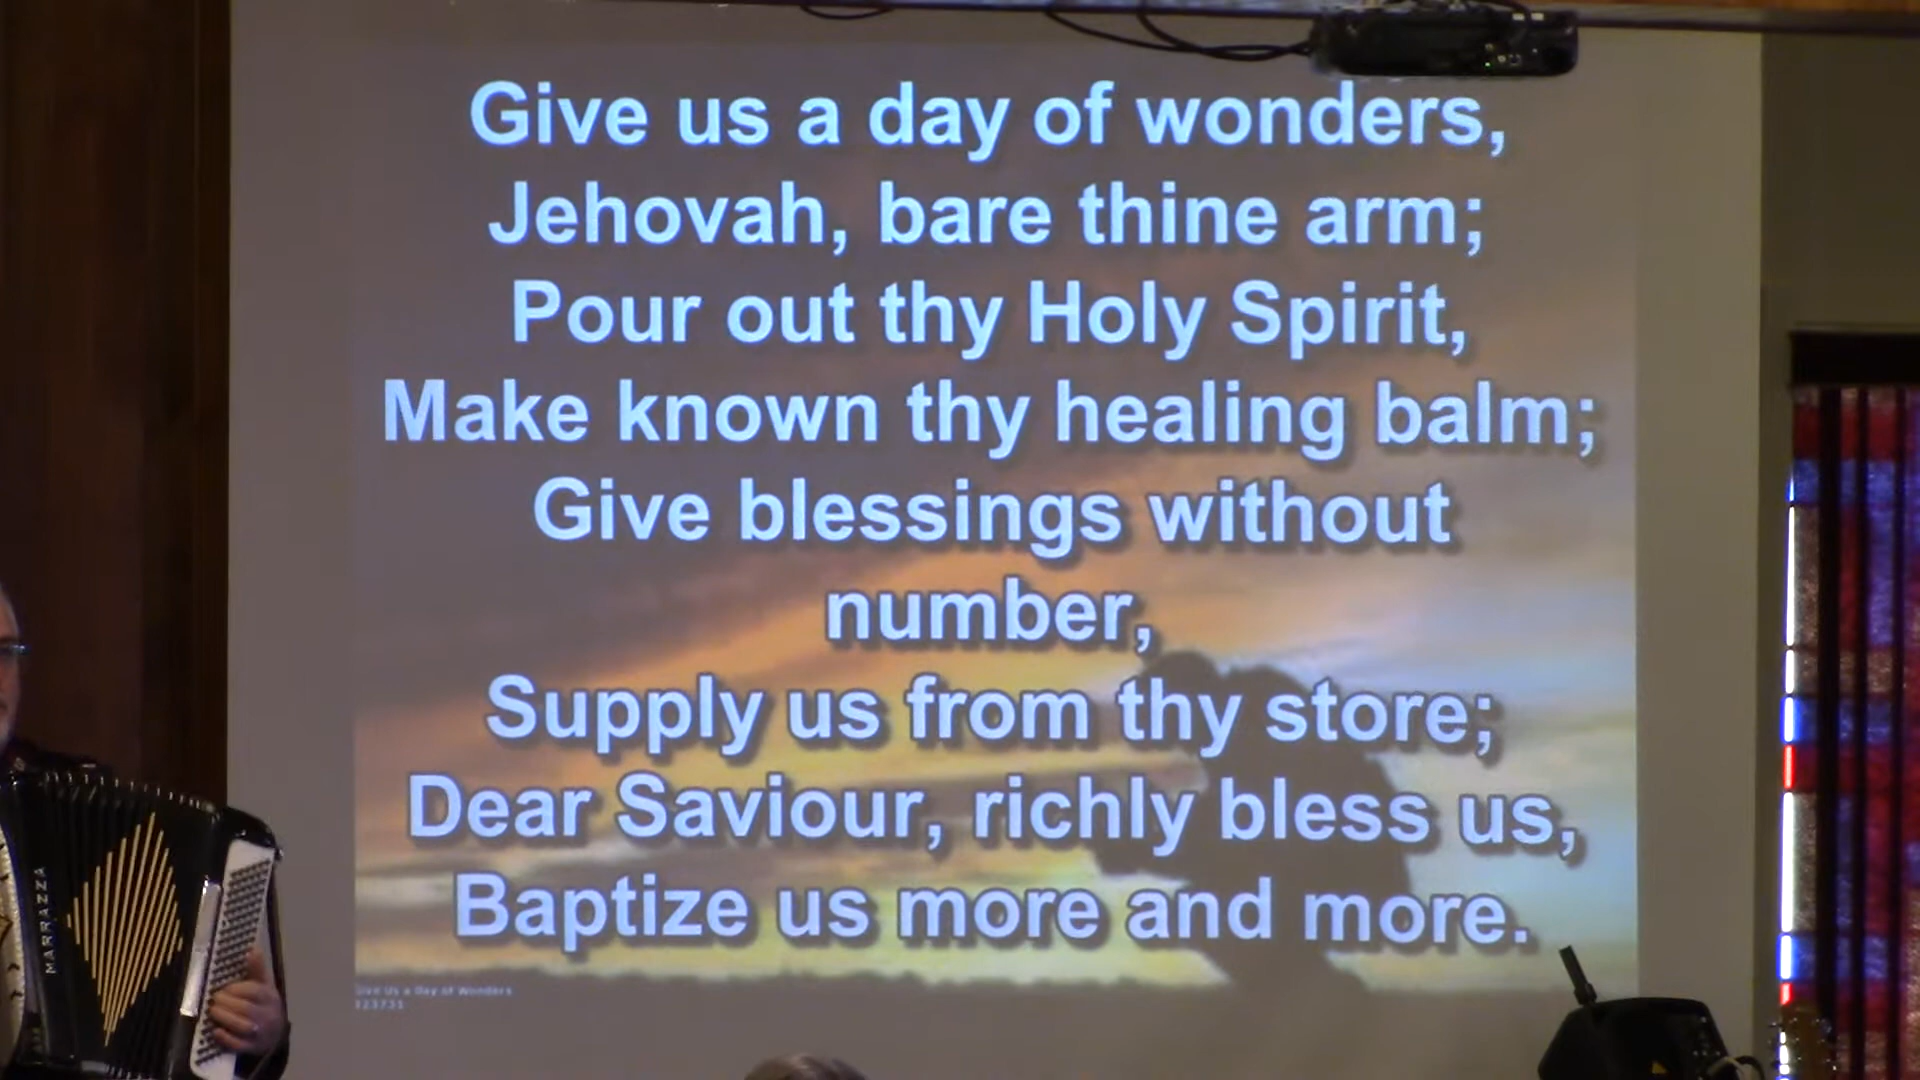 Give us a day of wonders,
Jehovah, bare thine arm;
Pour out thy Holy Spirit,
Make known thy healing balm;
Give blessings without
number,
Supply us from thy store;
Dear Saviour, richly bless us,
Baptize us more and more.
Give Us a Day of Wonders
MARRAZZA